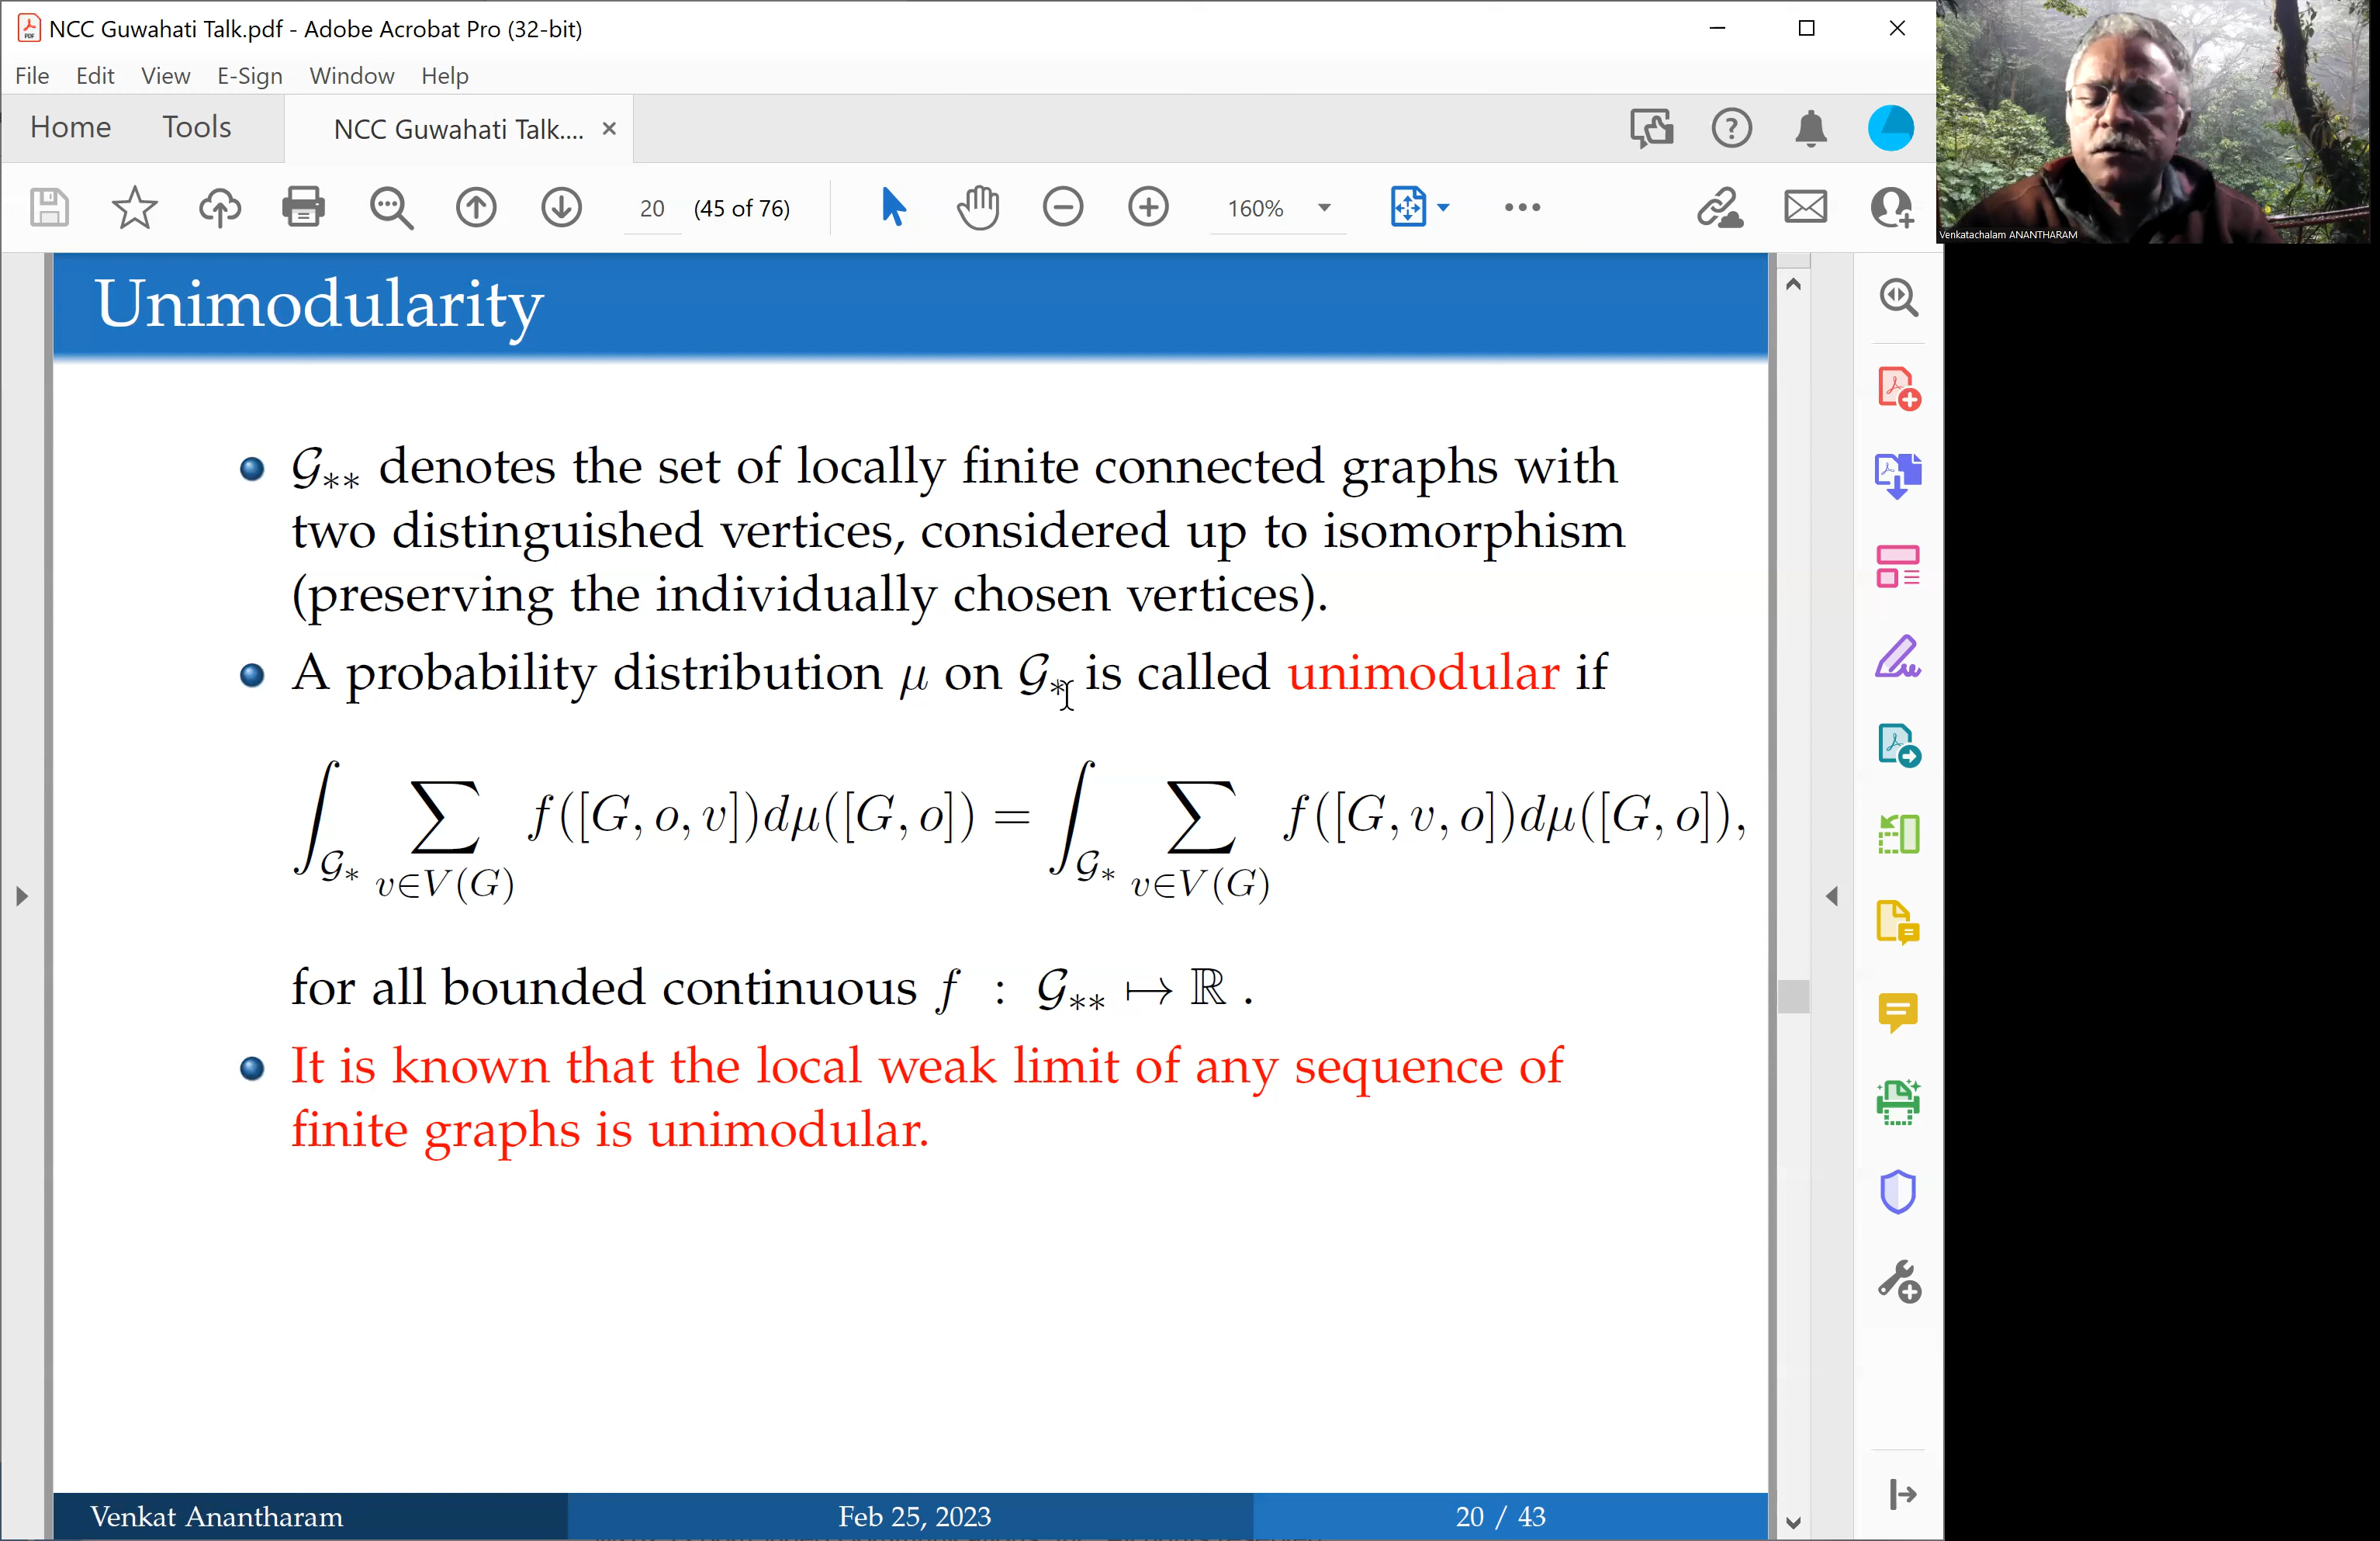 NCC Guwahati Talk.pdf - Adobe Acrobat Pro (32-bit)
File Edit View E-Sign Window Help
Home Tools NCC Guwahati Talk.... ×
20 (45 of 76) 160%
Venkatachalam ANANTHARAM
Unimodularity
𝒢** denotes the set of locally finite connected graphs with
two distinguished vertices, considered up to isomorphism
(preserving the individually chosen vertices).
A probability distribution μ on 𝒢* is called unimodular if
∫𝒢* ∑v∈V(G) f([G, o, v])dμ([G, o]) = ∫𝒢* ∑v∈V(G) f([G, v, o])dμ([G, o]),
for all bounded continuous f : 𝒢** ↦ ℝ .
It is known that the local weak limit of any sequence of
finite graphs is unimodular.
Venkat Anantharam Feb 25, 2023 20 / 43